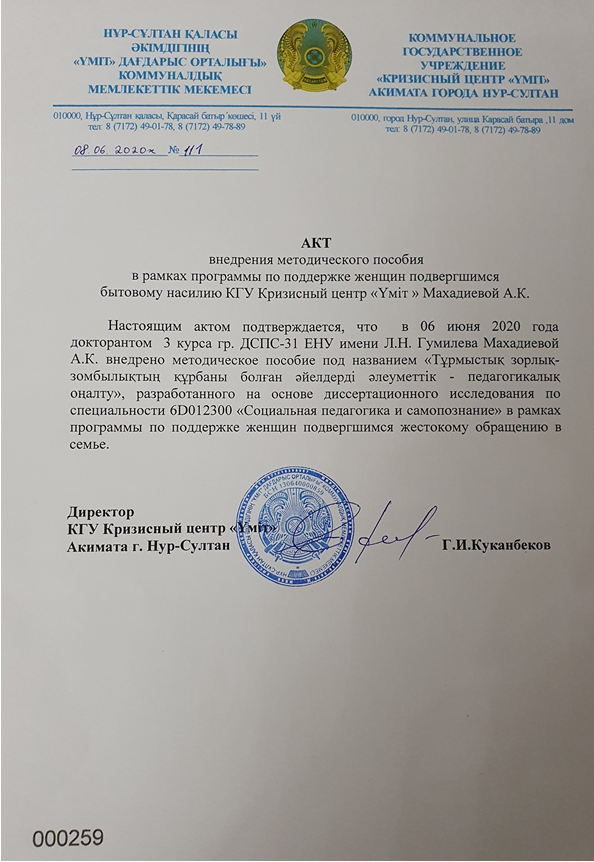 НҰР-СҰЛТАН ҚАЛАСЫ
ӘКІМДІГІНІҢ
«ҮМІТ» ДАҒДАРЫС ОРТАЛЫҒЫ»
КОММУНАЛДЫҚ
МЕМЛЕКЕТТІК МЕКЕМЕСІ
010000, Нұр-Сұлтан қаласы, Қарасай батыр көшесі, 11 үй
тел: 8 (7172) 49-01-78, 8 (7172) 49-78-89
КОММУНАЛЬНОЕ
ГОСУДАРСТВЕННОЕ
УЧРЕЖДЕНИЕ
«КРИЗИСНЫЙ ЦЕНТР «ҮМІТ»
АКИМАТА ГОРОДА НУР-СУЛТАН
010000, город Нур-Султан, улица Карасай батыра ,11 дом
тел: 8 (7172) 49-01-78, 8 (7172) 49-78-89
08.06.2020ж № 1/1
АКТ
внедрения методического пособия
в рамках программы по поддержке женщин подвергшимся
бытовому насилию КГУ Кризисный центр «Үміт » Махадиевой А.К.
Настоящим актом подтверждается, что в 06 июня 2020 года
докторантом 3 курса гр. ДСПС-31 ЕНУ имени Л.Н. Гумилева Махадиевой
А.К. внедрено методическое пособие под названием «Тұрмыстық зорлық-
зомбылықтың құрбаны болған әйелдерді әлеуметтік - педагогикалық
оңалту», разработанного на основе диссертационного исследования по
специальности 6D012300 «Социальная педагогика и самопознание» в рамках
программы по поддержке женщин подвергшимся жестокому обращению в
семье.
Директор
КГУ Кризисный центр «Үміт»
Акимата г. Нур-Султан Г.И.Куканбеков
000259